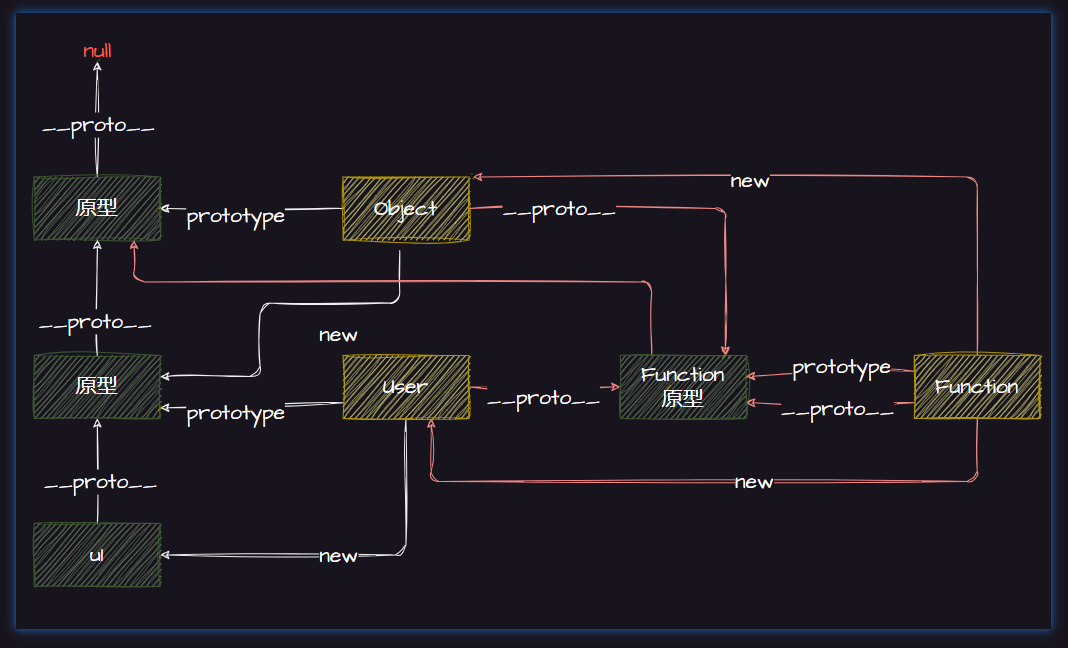 null
__proto__
new
原型
prototype
Object
__proto__
__proto__
new
原型
prototype
User
__proto__
Function
原型
prototype
__proto__
Function
__proto__
new
ul
new